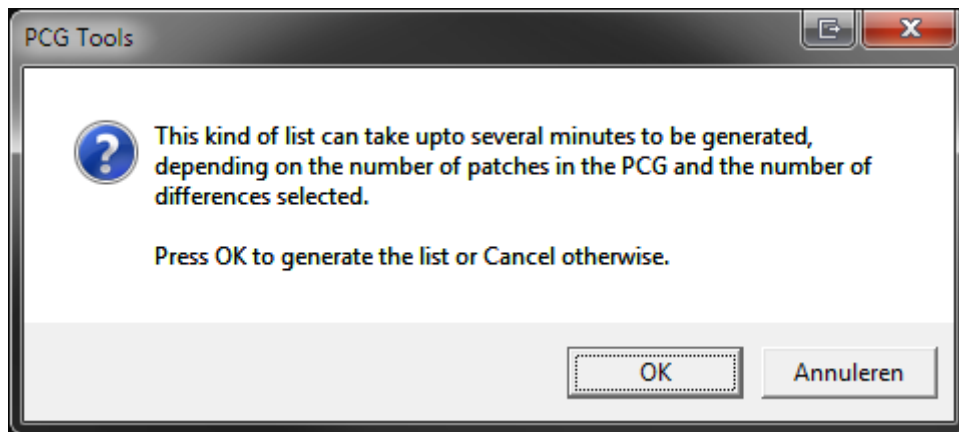 PCG Tools
This kind of list can take upto several minutes to be generated,
depending on the number of patches in the PCG and the number of
differences selected.
Press OK to generate the list or Cancel otherwise.
OK
Annuleren